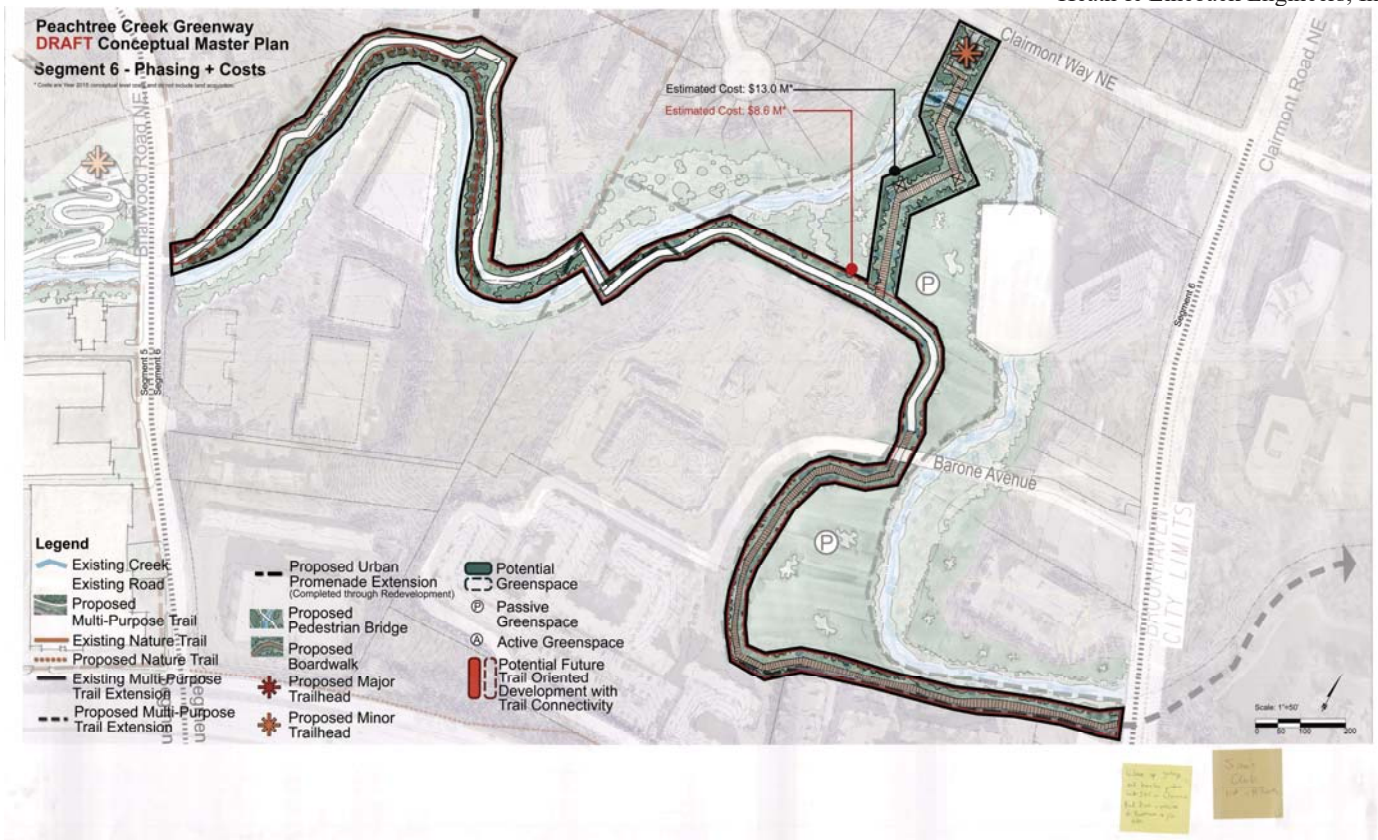 Peachtree Creek Greenway
DRAFT Conceptual Master Plan
Segment 6 - Phasing + Costs
Estimated Cost: $13.0 M*
Estimated Cost: $8.6 M*
Clairmont Way NE
Clairmont Road NE
Briarwood Road NE
Segment 5
Segment 6
Segment 6
P
Barone Avenue
P
BROOKHAVEN
CITY LIMITS
Legend
Existing Creek
Existing Road
Proposed
Multi-Purpose Trail
Existing Nature Trail
Proposed Nature Trail
Existing Multi-Purpose
Trail Extension
Proposed Multi-Purpose
Trail Extension
Proposed Urban
Promenade Extension
(Completed through Redevelopment)
Proposed
Pedestrian Bridge
Proposed
Boardwalk
Proposed Major
Trailhead
Proposed Minor
Trailhead
Potential
Greenspace
P Passive
Greenspace
A Active Greenspace
Potential Future
Trail Oriented
Development with
Trail Connectivity
Scale: 1"=50'
0 50 100 200